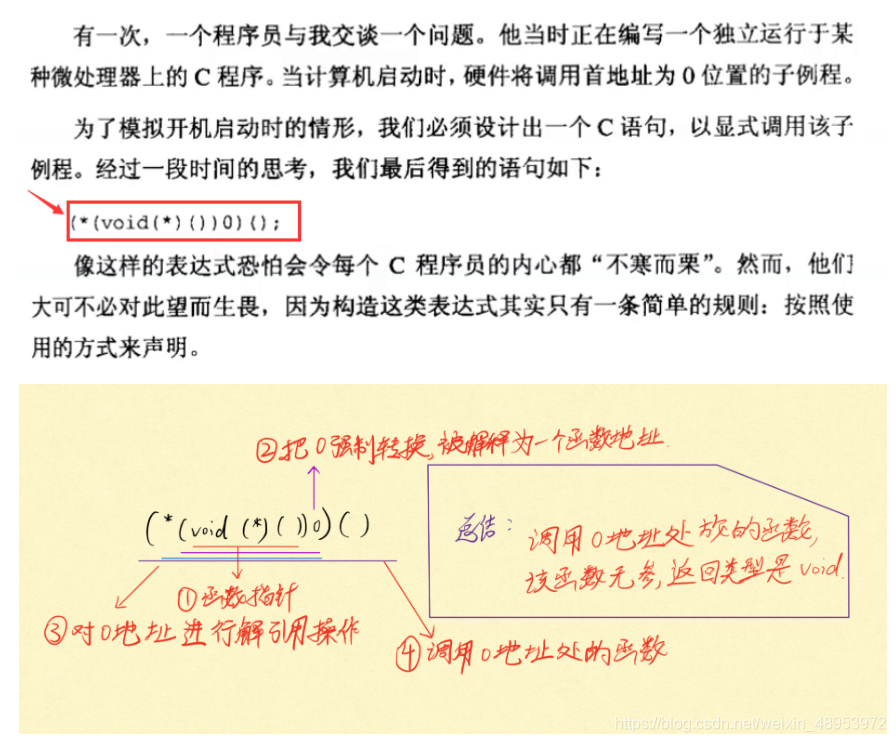 有一次，一个程序员与我交谈一个问题。他当时正在编写一个独立运行于某
种微处理器上的 C 程序。当计算机启动时，硬件将调用首地址为 0 位置的子例程。
为了模拟开机启动时的情形，我们必须设计出一个 C 语句，以显式调用该子
例程。经过一段时间的思考，我们最后得到的语句如下：
(*(void(*)())0)();
像这样的表达式恐怕会令每个 C 程序员的内心都“不寒而栗”。然而，他们
大可不必对此望而生畏，因为构造这类表达式其实只有一条简单的规则：按照使
用的方式来声明。
②把0强制转换,被解释为一个函数地址.
(*(void (*)())0)()
总结：
调用0地址处放的函数,
该函数无参,返回类型是void.
①函数指针
③对0地址进行解引用操作
④调用0地址处的函数
https://blog.csdn.net/weixin_48953972